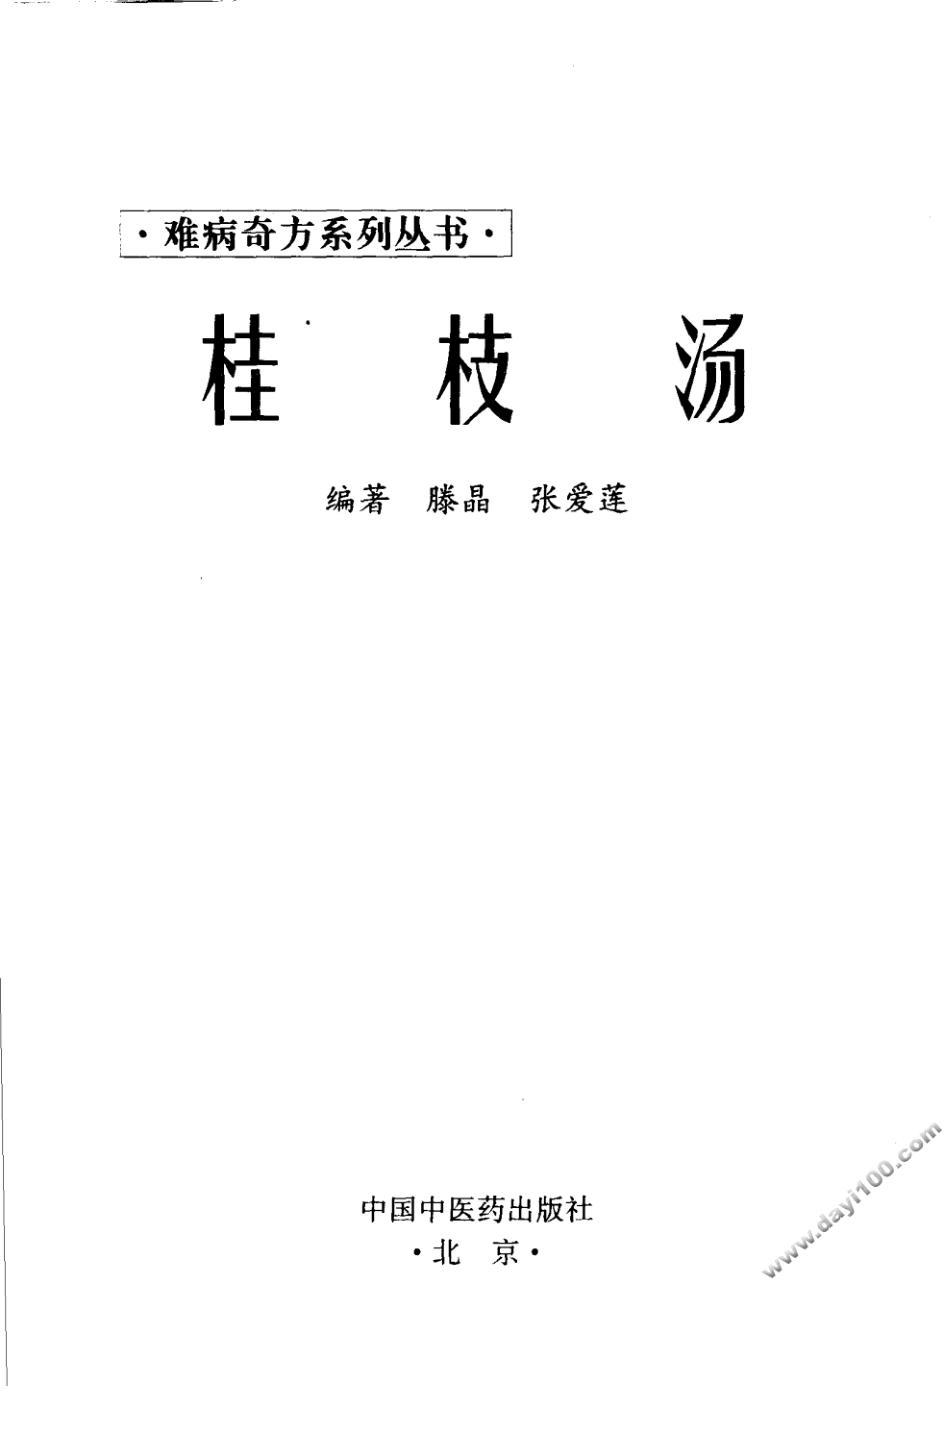 ·难病奇方系列丛书·
桂 枝 汤
编著 滕晶 张爱莲
中国中医药出版社
·北 京·
www.dayi100.com